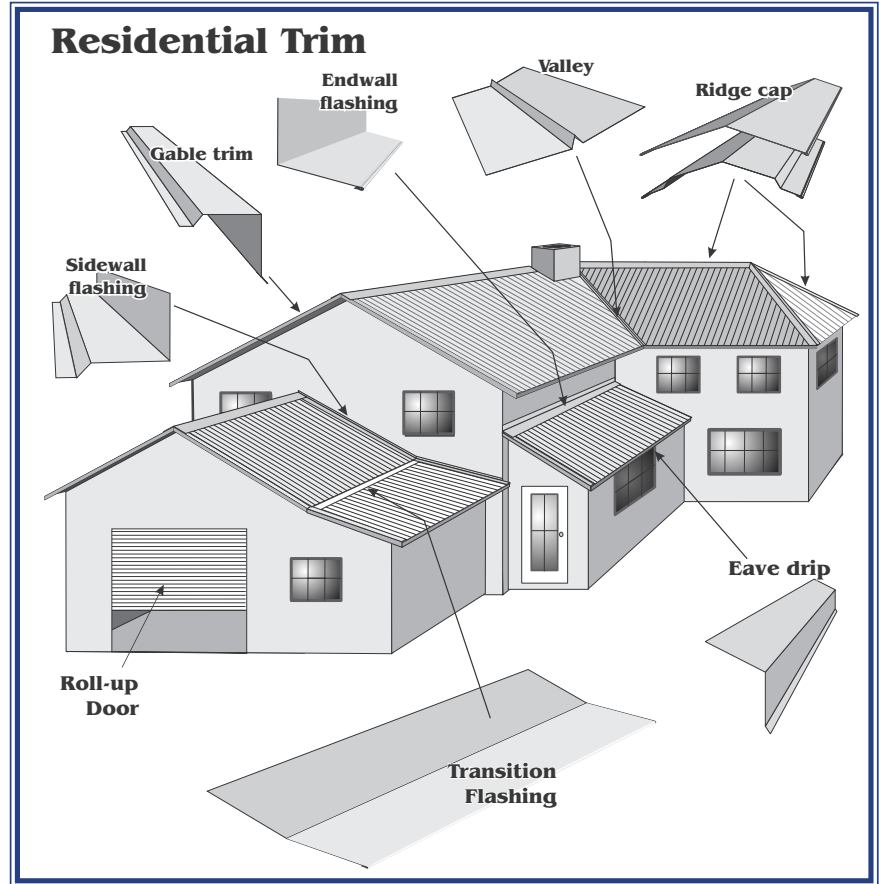 Residential Trim
Endwall
flashing
Valley
Ridge cap
Gable trim
Sidewall
flashing
Eave drip
Roll-up
Door
Transition
Flashing